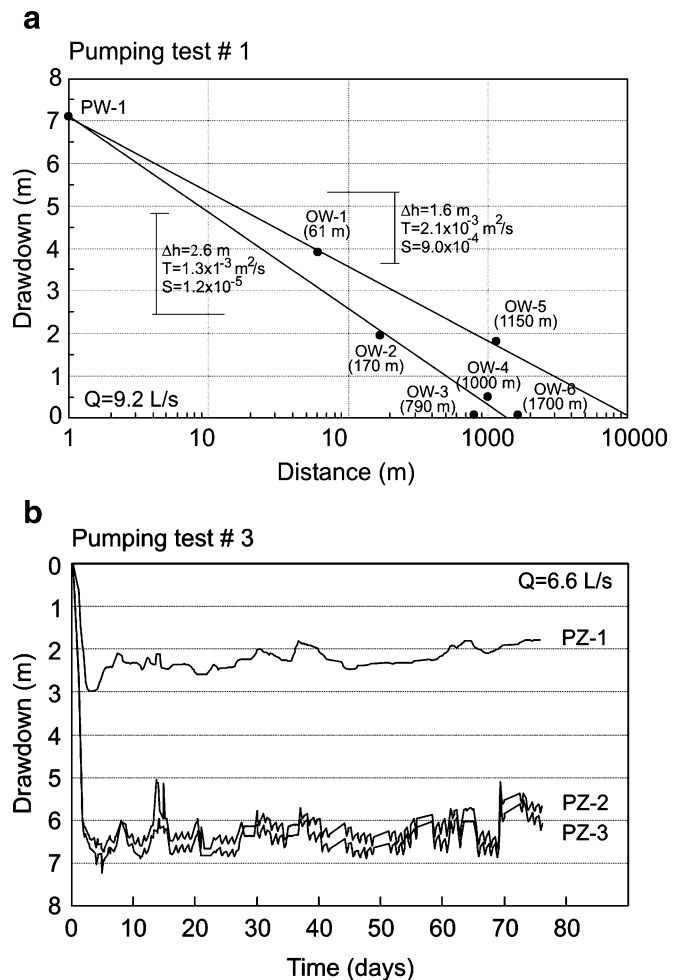 a
Pumping test # 1
8
7
6
5
4
3
2
1
0
Drawdown (m)
PW-1
OW-1
(61 m)
Δh=1.6 m
T=2.1x10⁻³ m²/s
S=9.0x10⁻⁴
Δh=2.6 m
T=1.3x1⁻³ m²/s
S=1.2x10⁻⁵
OW-5
(1150 m)
OW-2
(170 m)
OW-4
(1000 m)
OW-3
(790 m)
OW-6
(1700 m)
Q=9.2 L/s
1 10 100 1000 10000
Distance (m)
b
Pumping test # 3
0
1
2
3
4
5
6
7
8
Drawdown (m)
Q=6.6 L/s
PZ-1
PZ-2
PZ-3
0 10 20 30 40 50 60 70 80
Time (days)